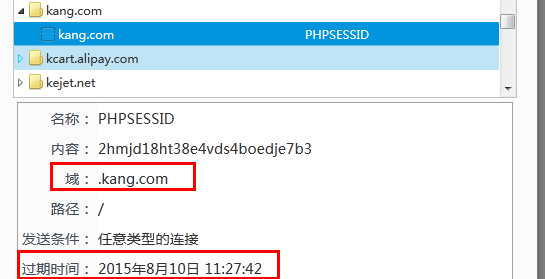 kang.com
kang.com PHPSESSID
kcart.alipay.com
kejet.net
名称： PHPSESSID
内容： 2hmjd18ht38e4vds4boedje7b3
域： .kang.com
路径： /
发送条件： 任意类型的连接
过期时间： 2015年8月10日 11:27:42